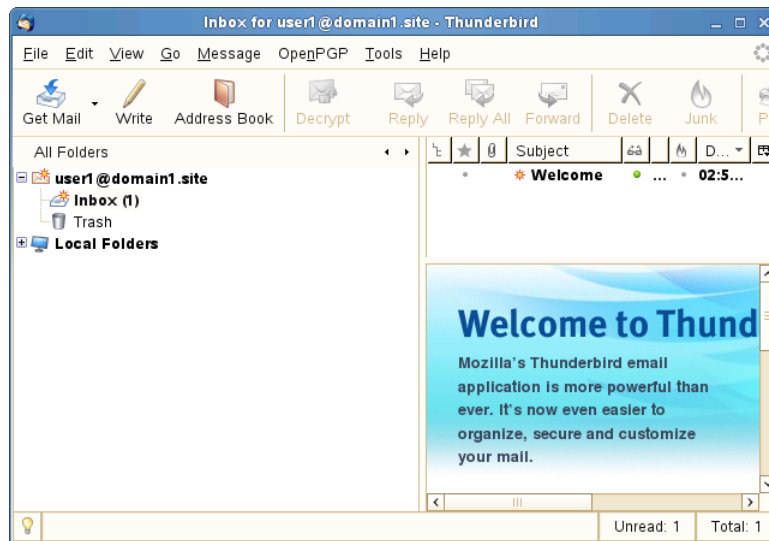 Inbox for user1@domain1.site - Thunderbird
File Edit View Go Message OpenPGP Tools Help
Get Mail Write Address Book Decrypt Reply Reply All Forward Delete Junk P
All Folders
Subject D...
user1@domain1.site
Welcome ... 02:5...
Inbox (1)
Trash
Local Folders
Welcome to Thund
Mozilla's Thunderbird email
application is more powerful than
ever. It's now even easier to
organize, secure and customize
your mail.
Unread: 1 Total: 1